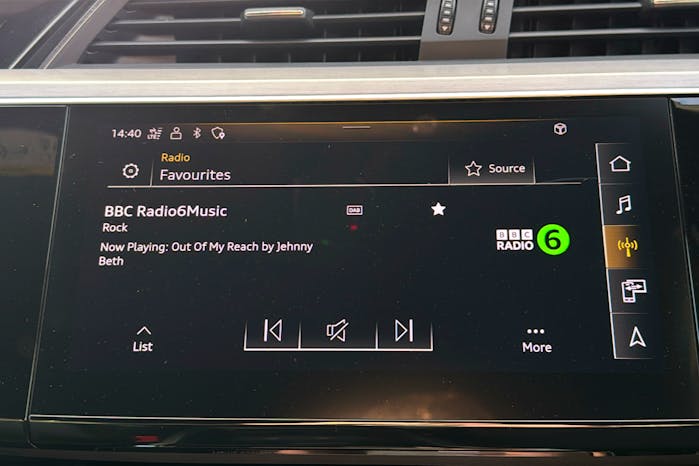 14:40 LTE
Radio
Favourites
Source
BBC Radio6Music
DAB
Rock
Now Playing: Out Of My Reach by Jehnny
Beth
BBC
RADIO 6
List
More